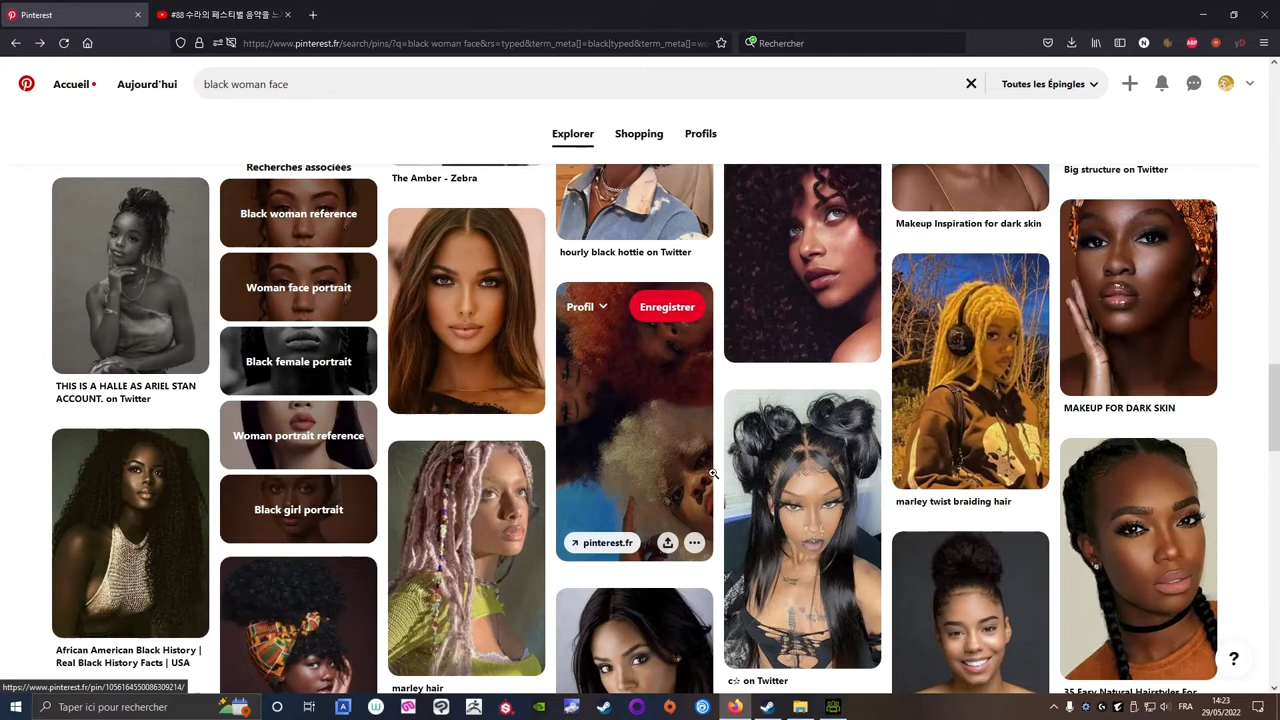 Pinterest
#88 수라의 페스티벌 음악을 느
https://www.pinterest.fr/search/pins/?q=black woman face&rs=typed&term_meta[]=black|typed&term_meta[]=wo
Rechercher
Accueil
Aujourd'hui
black woman face
Toutes les Épingles
Explorer
Shopping
Profils
Recherches associées
Black woman reference
Woman face portrait
Black female portrait
Woman portrait reference
Black girl portrait
THIS IS A HALLE AS ARIEL STAN
ACCOUNT. on Twitter
African American Black History |
Real Black History Facts | USA
The Amber - Zebra
marley hair
hourly black hottie on Twitter
Profil
Enregistrer
pinterest.fr
c☆ on Twitter
Makeup Inspiration for dark skin
marley twist braiding hair
Big structure on Twitter
MAKEUP FOR DARK SKIN
35 Easy Natural Hairstyles For
?
https://www.pinterest.fr/pin/1056164550086309214/
Taper ici pour rechercher
FRA
14:23
29/05/2022